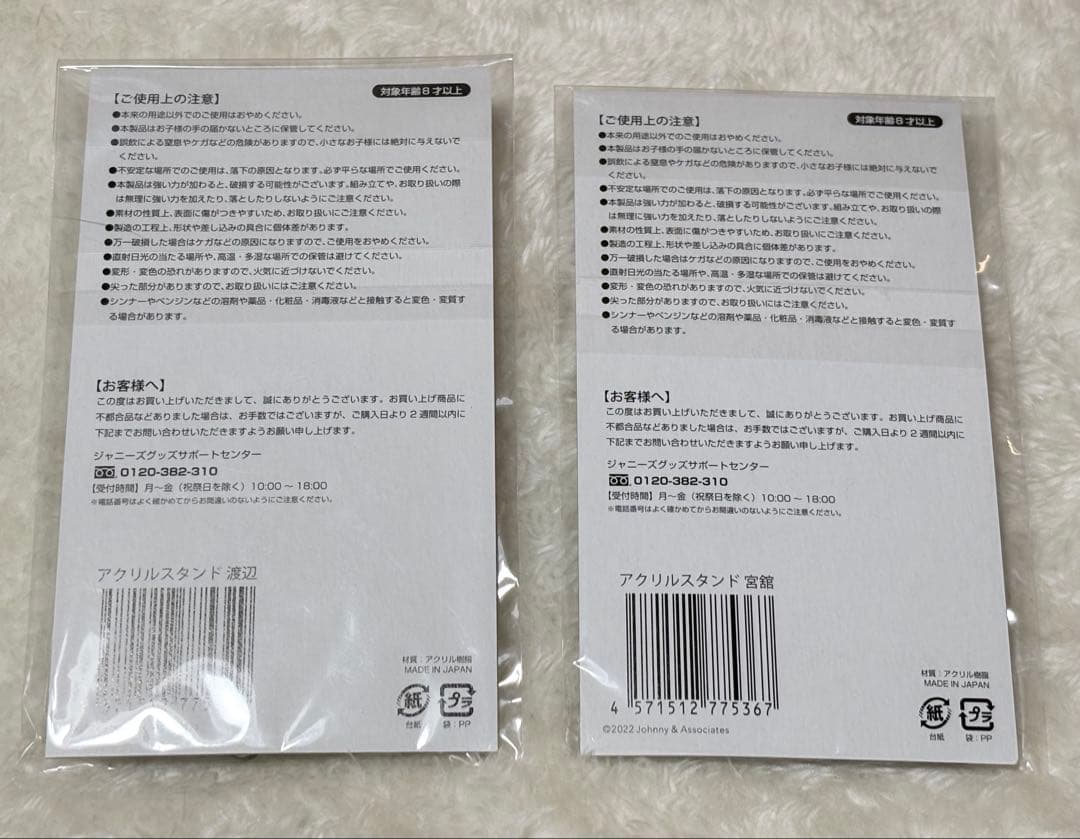 【ご使用上の注意】
対象年齢8才以上
●本来の用途以外でのご使用はおやめください。
●本製品はお子様の手の届かないところに保管してください。
●誤飲による窒息やケガなどの危険がありますので、小さなお子様には絶対に与えないで
ください。
●不安定な場所でのご使用は、落下の原因となります。必ず平らな場所でご使用ください。
●本製品は強い力が加わると、破損する可能性がございます。組み立てや、お取り扱いの際
は無理に強い力を加えたり、落としたりしないようにご注意ください。
●素材の性質上、表面に傷がつきやすいため、お取り扱いにご注意ください。
●製造の工程上、形状や差し込みの具合に個体差があります。
●万一破損した場合はケガなどの原因になりますので、ご使用をおやめください。
●直射日光の当たる場所や、高温・多湿な場所での保管は避けてください。
●変形・変色の恐れがありますので、火気に近づけないでください。
●尖った部分がありますので、お取り扱いにはご注意ください。
●シンナーやベンジンなどの溶剤や薬品・化粧品・消毒液などと接触すると変色・変質す
る場合があります。
【お客様へ】
この度はお買い上げいただきまして、誠にありがとうございます。お買い上げ商品に
不都合品などありました場合は、お手数ではございますが、ご購入日より2週間以内に
下記までお問い合わせいただきますようお願い申し上げます。
ジャニーズグッズサポートセンター
0120-382-310
【受付時間】月〜金（祝祭日を除く）10:00〜18:00
※電話番号はよく確かめてからお間違いのないようにご注意ください。
アクリルスタンド 渡辺
材質：アクリル樹脂
MADE IN JAPAN
紙 プラ
台紙 袋：PP
【ご使用上の注意】
対象年齢8才以上
●本来の用途以外でのご使用はおやめください。
●本製品はお子様の手の届かないところに保管してください。
●誤飲による窒息やケガなどの危険がありますので、小さなお子様には絶対に与えないで
ください。
●不安定な場所でのご使用は、落下の原因となります。必ず平らな場所でご使用ください。
●本製品は強い力が加わると、破損する可能性がございます。組み立てや、お取り扱いの際
は無理に強い力を加えたり、落としたりしないようにご注意ください。
●素材の性質上、表面に傷がつきやすいため、お取り扱いにご注意ください。
●製造の工程上、形状や差し込みの具合に個体差があります。
●万一破損した場合はケガなどの原因になりますので、ご使用をおやめください。
●直射日光の当たる場所や、高温・多湿な場所での保管は避けてください。
●変形・変色の恐れがありますので、火気に近づけないでください。
●尖った部分がありますので、お取り扱いにはご注意ください。
●シンナーやベンジンなどの溶剤や薬品・化粧品・消毒液などと接触すると変色・変質す
る場合があります。
【お客様へ】
この度はお買い上げいただきまして、誠にありがとうございます。お買い上げ商品に
不都合品などありました場合は、お手数ではございますが、ご購入日より2週間以内に
下記までお問い合わせいただきますようお願い申し上げます。
ジャニーズグッズサポートセンター
0120-382-310
【受付時間】月〜金（祝祭日を除く）10:00〜18:00
※電話番号はよく確かめてからお間違いのないようにご注意ください。
アクリルスタンド 宮舘
4 571512 775367
©2022 Johnny & Associates
材質：アクリル樹脂
MADE IN JAPAN
紙 プラ
台紙 袋：PP